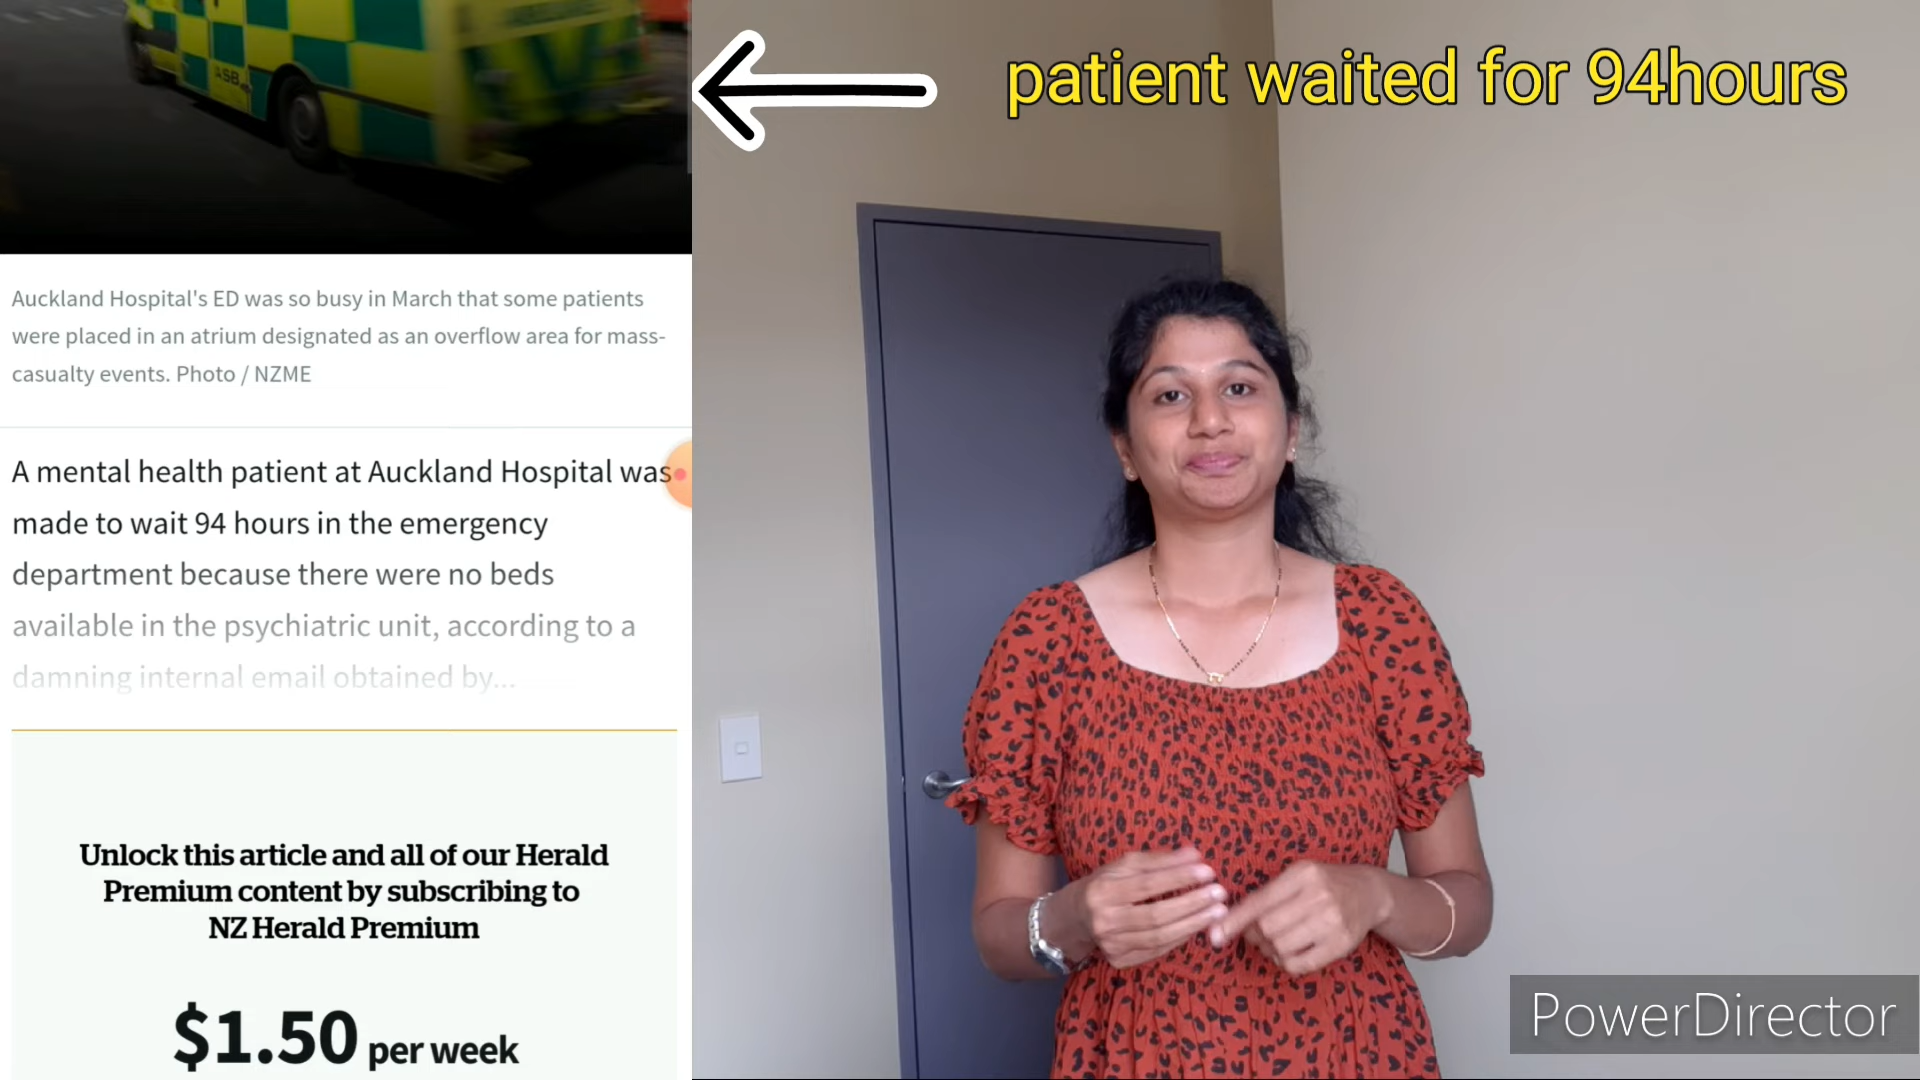 ASB
patient waited for 94hours
Auckland Hospital's ED was so busy in March that some patients
were placed in an atrium designated as an overflow area for mass-
casualty events. Photo / NZME
A mental health patient at Auckland Hospital was
made to wait 94 hours in the emergency
department because there were no beds
available in the psychiatric unit, according to a
damning internal email obtained by...
Unlock this article and all of our Herald
Premium content by subscribing to
NZ Herald Premium
$1.50 per week
PowerDirector